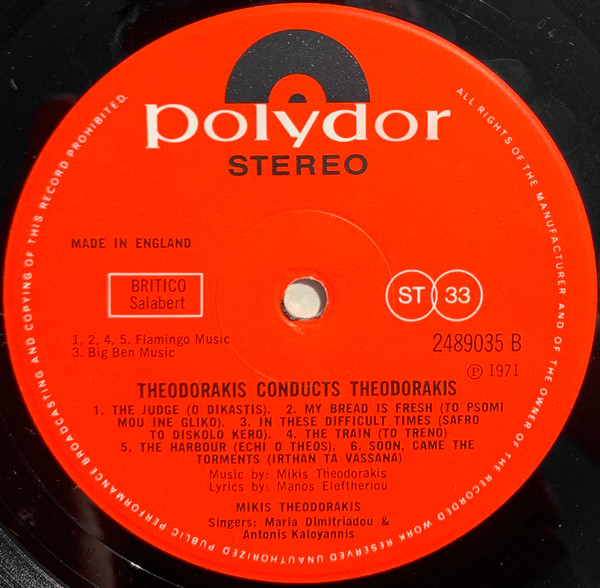 polydor
STEREO
MADE IN ENGLAND
BRITICO
Salabert
ST 33
1, 2, 4, 5. Flamingo Music
3. Big Ben Music
2489035 B
Ⓟ 1971
THEODORAKIS CONDUCTS THEODORAKIS
1. THE JUDGE (O DIKASTIS). 2. MY BREAD IS FRESH (TO PSOMI
MOU INE GLIKO). 3. IN THESE DIFFICULT TIMES (SAFRO
TO DISKOLO KERO). 4. THE TRAIN (TO TRENO)
5. THE HARBOUR (ECHI O THEOS). 6. SOON, CAME THE
TORMENTS (IRTHAN TA VASSANA)
Music by: Mikis Theodorakis
Lyrics by: Manos Eleftheriou
MIKIS THEODORAKIS
Singers: Maria Dimitriadou &
Antonis Kaloyannis
ALL RIGHTS OF THE MANUFACTURER AND OF THE OWNER OF THE RECORDED WORK RESERVED UNAUTHORIZED PUBLIC PERFORMANCE BROADCASTING AND COPYING OF THIS RECORD PROHIBITED.